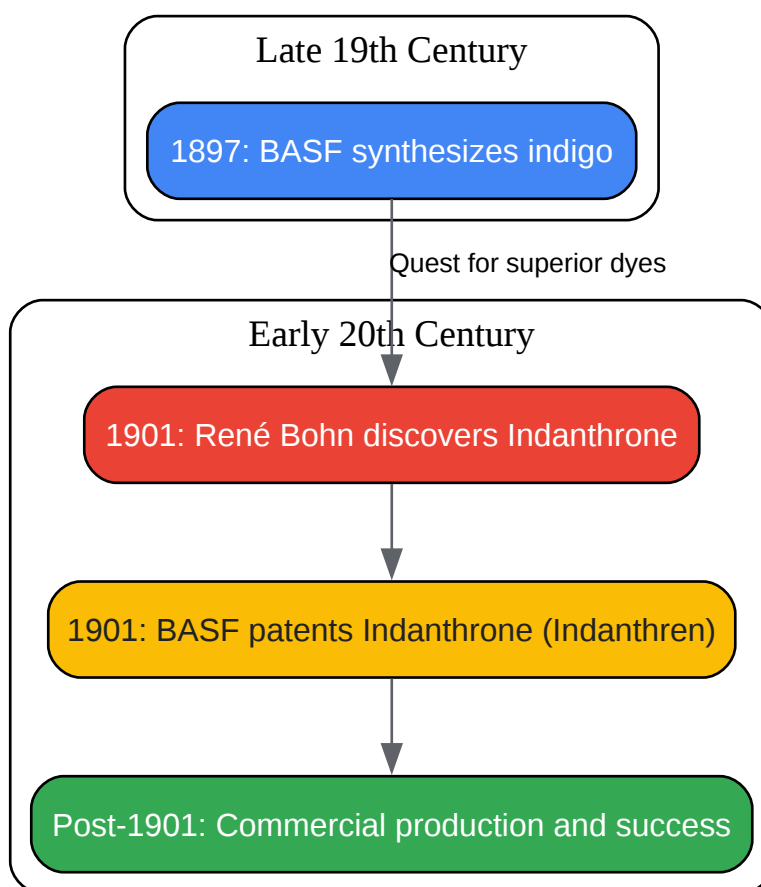 Late 19th Century
1897: BASF synthesizes indigo
Quest for superior dyes
Early 20th Century
1901: René Bohn discovers Indanthrone
1901: BASF patents Indanthrone (Indanthren)
Post-1901: Commercial production and success